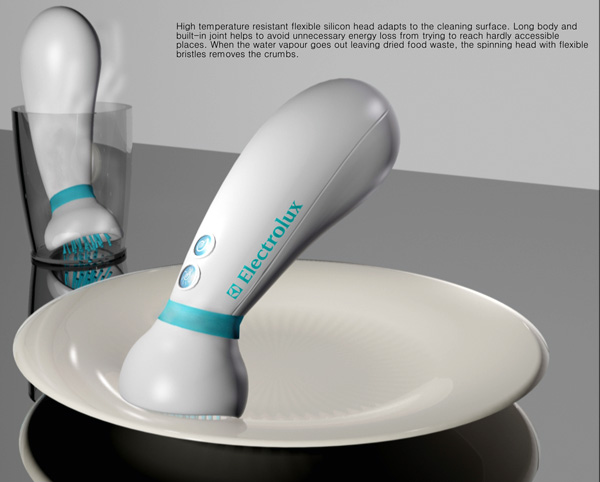 High temperature resistant flexible silicon head adapts to the cleaning surface. Long body and
built-in joint helps to avoid unnecessary energy loss from trying to reach hardly accessible
places. When the water vapour goes out leaving dried food waste, the spinning head with flexible
bristles removes the crumbs.
Electrolux